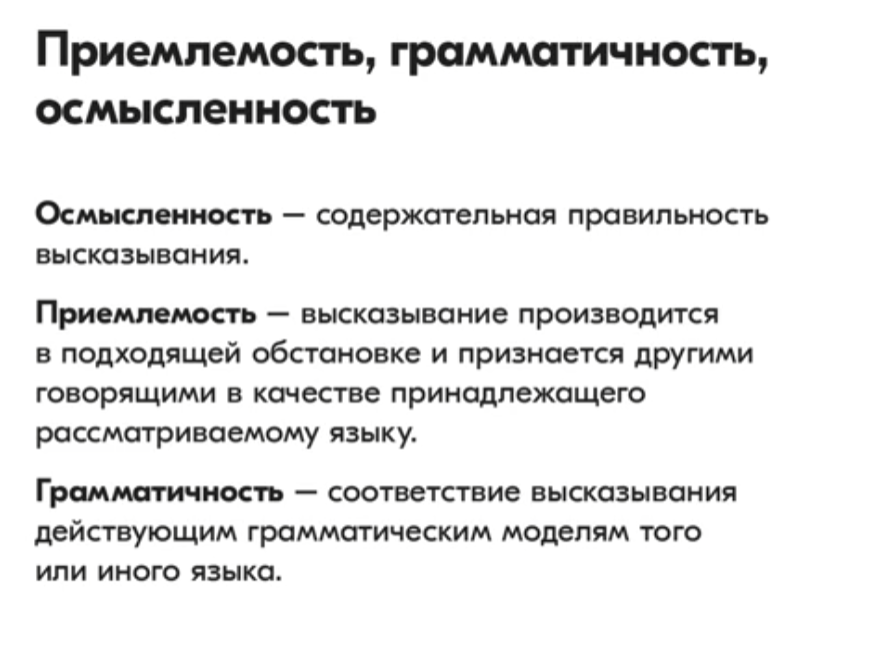 Приемлемость, грамматичность,
осмысленность
Осмысленность — содержательная правильность
высказывания.
Приемлемость — высказывание производится
в подходящей обстановке и признается другими
говорящими в качестве принадлежащего
рассматриваемому языку.
Грамматичность — соответствие высказывания
действующим грамматическим моделям того
или иного языка.